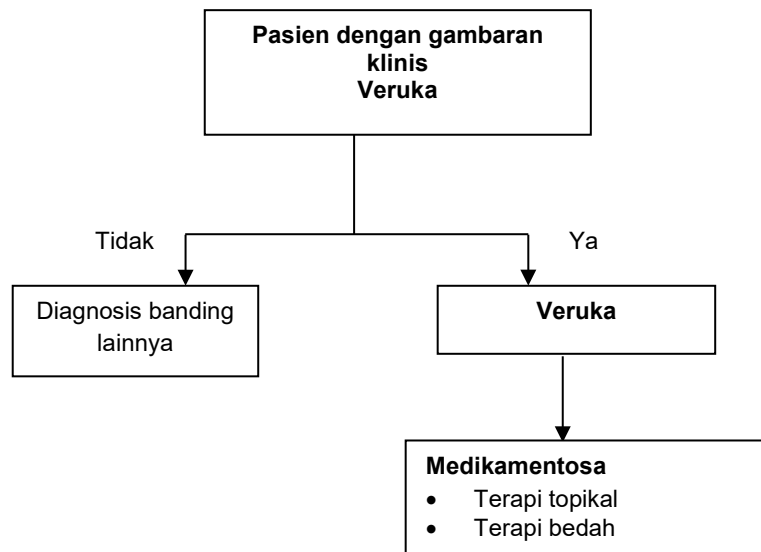 Pasien dengan gambaran
klinis
Veruka
Tidak
Ya
Diagnosis banding
lainnya
Veruka
Medikamentosa
• Terapi topikal
• Terapi bedah